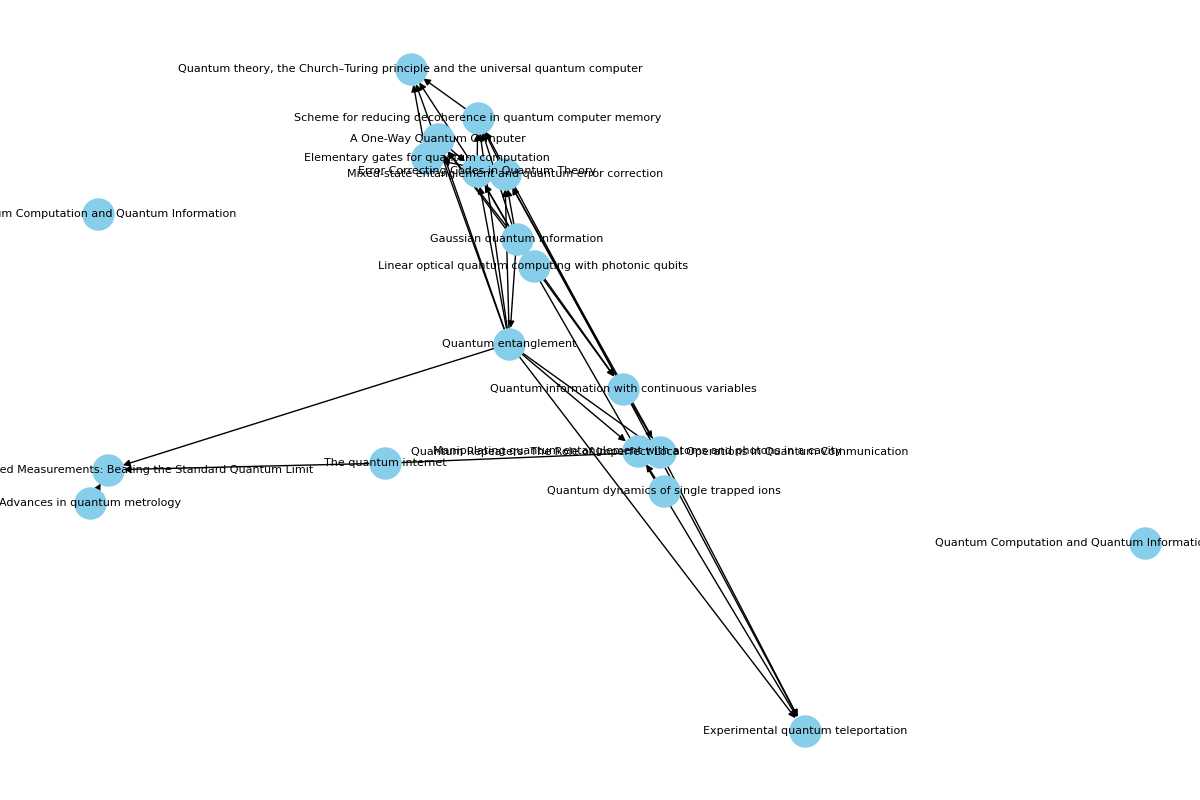 Quantum theory, the Church–Turing principle and the universal quantum computer
Scheme for reducing decoherence in quantum computer memory
A One-Way Quantum Computer
Elementary gates for quantum computation
Error Correcting Codes in Quantum Theory
Mixed-state entanglement and quantum error correction
Computation and Quantum Information
Gaussian quantum information
Linear optical quantum computing with photonic qubits
Quantum entanglement
Quantum information with continuous variables
Manipulating quantum entanglement with atoms and photons in a cavity
Quantum Repeaters: The Role of Imperfect Local Operations in Quantum Communication
The quantum internet
Measurements: Beating the Standard Quantum Limit
Quantum dynamics of single trapped ions
Advances in quantum metrology
Quantum Computation and Quantum
Experimental quantum teleportation